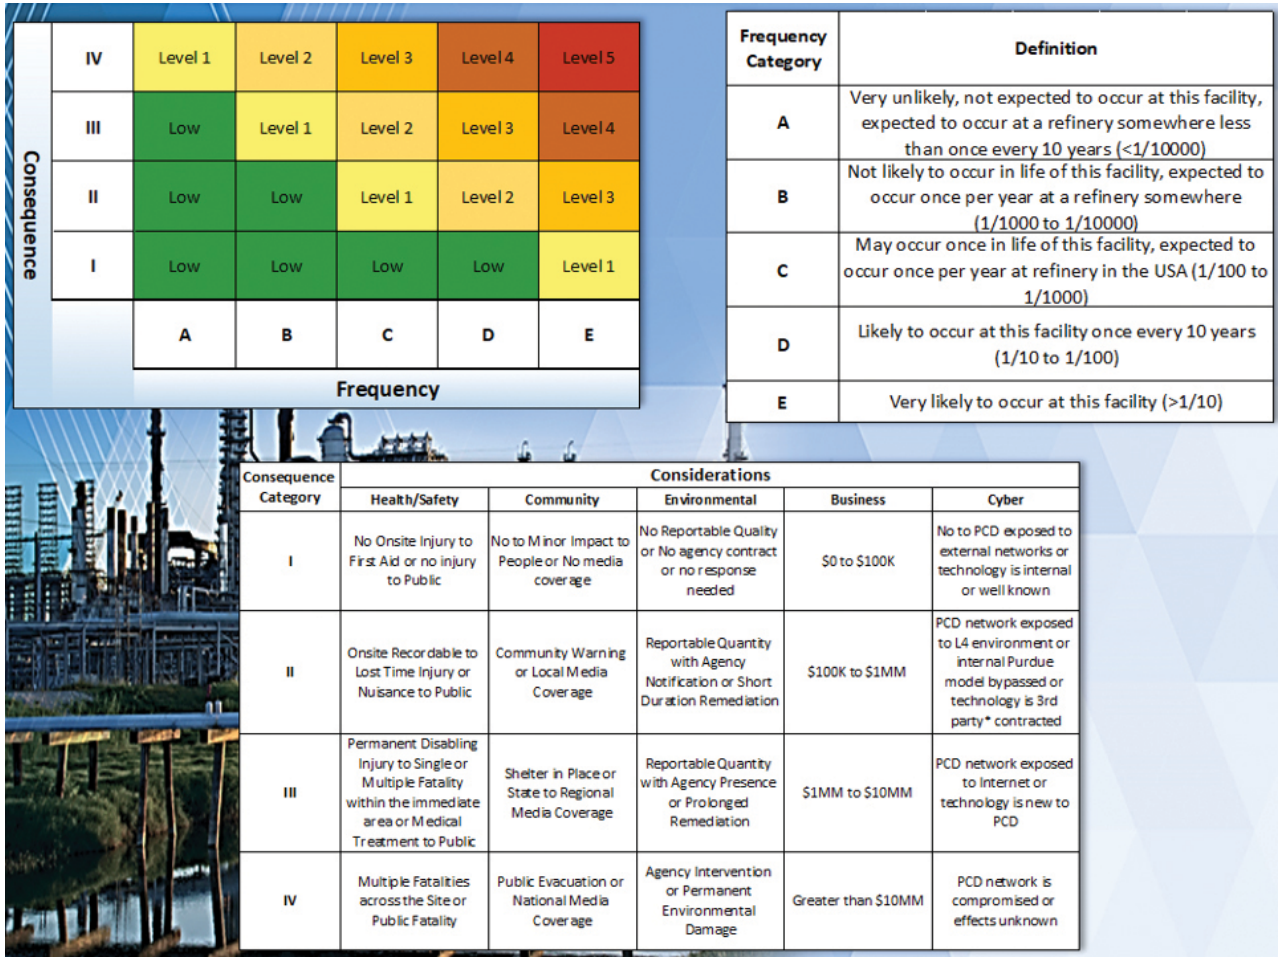 Consequence
IV
Level 1
Level 2
Level 3
Level 4
Level 5
III
Low
Level 1
Level 2
Level 3
Level 4
II
Low
Low
Level 1
Level 2
Level 3
I
Low
Low
Low
Low
Level 1
A
B
C
D
E
Frequency
Frequency
Category
Definition
A
Very unlikely, not expected to occur at this facility,
expected to occur at a refinery somewhere less
than once every 10 years (<1/10000)
B
Not likely to occur in life of this facility, expected to
occur once per year at a refinery somewhere
(1/1000 to 1/10000)
C
May occur once in life of this facility, expected to
occur once per year at refinery in the USA (1/100 to
1/1000)
D
Likely to occur at this facility once every 10 years
(1/10 to 1/100)
E
Very likely to occur at this facility (>1/10)
Consequence
Category
Considerations
Health/Safety
Community
Environmental
Business
Cyber
I
No Onsite Injury to
First Aid or no injury
to Public
No to Minor Impact to
People or No media
coverage
No Reportable Quality
or No agency contract
or no response
needed
$0 to $100K
No to PCD exposed to
external networks or
technology is internal
or well known
II
Onsite Recordable to
Lost Time Injury or
Nuisance to Public
Community Warning
or Local Media
Coverage
Reportable Quantity
with Agency
Notification or Short
Duration Remediation
$100K to $1MM
PCD network exposed
to L4 environment or
internal Purdue
model bypassed or
technology is 3rd
party* contracted
III
Permanent Disabling
Injury to Single or
Multiple Fatality
within the immediate
area or Medical
Treatment to Public
Shelter in Place or
State to Regional
Media Coverage
Reportable Quantity
with Agency Presence
or Prolonged
Remediation
$1MM to $10MM
PCD network exposed
to Internet or
technology is new to
PCD
IV
Multiple Fatalities
across the Site or
Public Fatality
Public Evacuation or
National Media
Coverage
Agency Intervention
or Permanent
Environmental
Damage
Greater than $10MM
PCD network is
compromised or
effects unknown